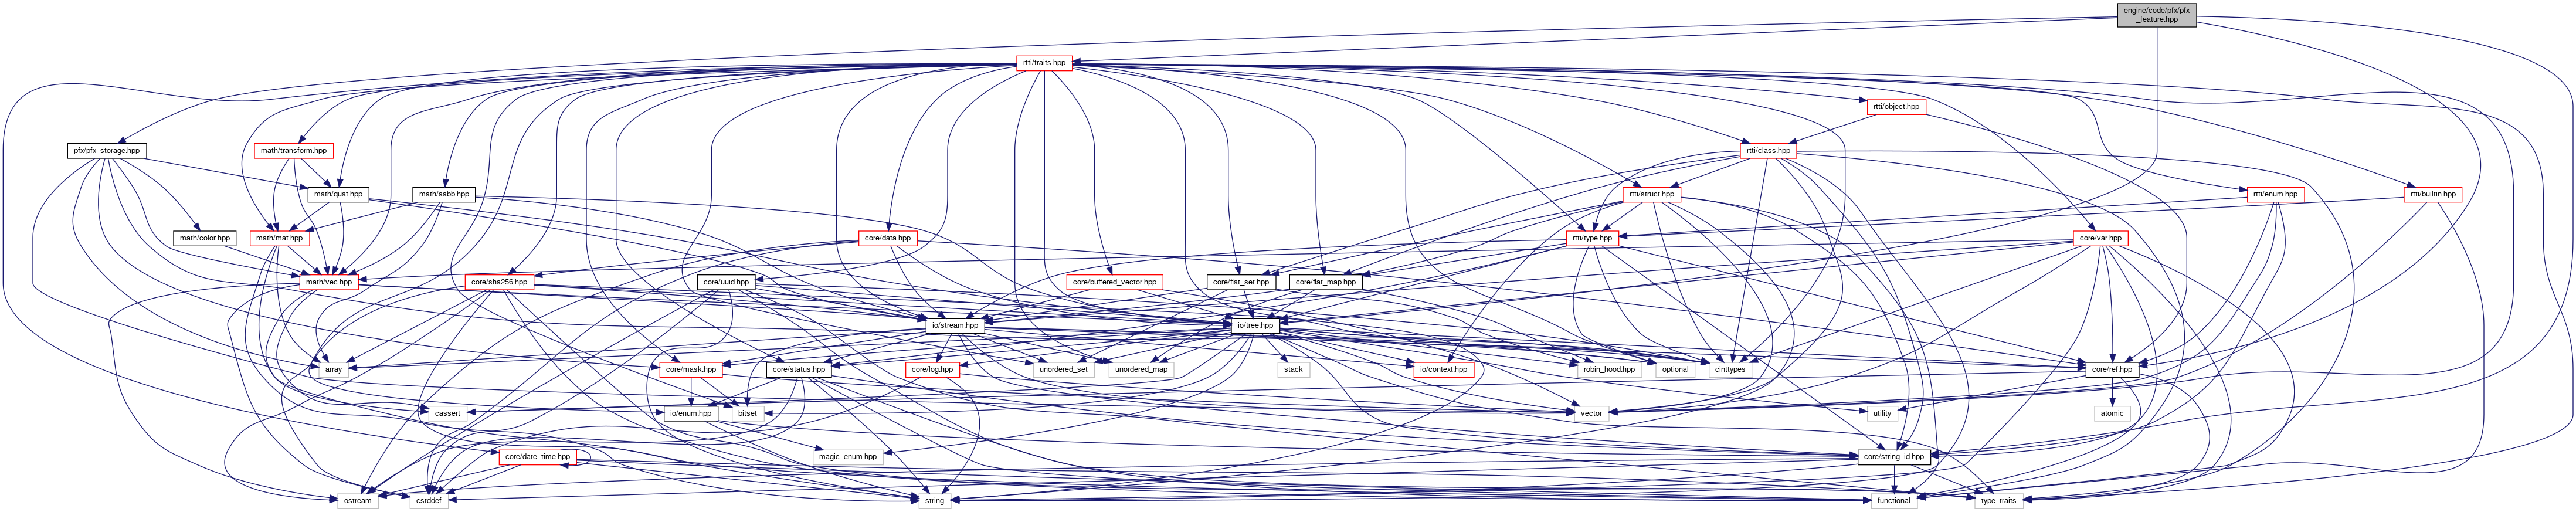 engine/code/pfx/pfx
_feature.hpp
rtti/traits.hpp
rtti/object.hpp
pfx/pfx_storage.hpp
math/transform.hpp
rtti/class.hpp
math/quat.hpp
math/aabb.hpp
rtti/struct.hpp
rtti/enum.hpp
rtti/builtin.hpp
math/color.hpp
math/mat.hpp
core/data.hpp
rtti/type.hpp
core/var.hpp
math/vec.hpp
core/sha256.hpp
core/uuid.hpp
core/buffered_vector.hpp
core/flat_set.hpp
core/flat_map.hpp
io/stream.hpp
io/tree.hpp
array
core/mask.hpp
core/status.hpp
core/log.hpp
unordered_set
unordered_map
stack
io/context.hpp
robin_hood.hpp
optional
cinttypes
core/ref.hpp
cassert
io/enum.hpp
bitset
vector
utility
atomic
magic_enum.hpp
core/date_time.hpp
core/string_id.hpp
ostream
cstddef
string
functional
type_traits